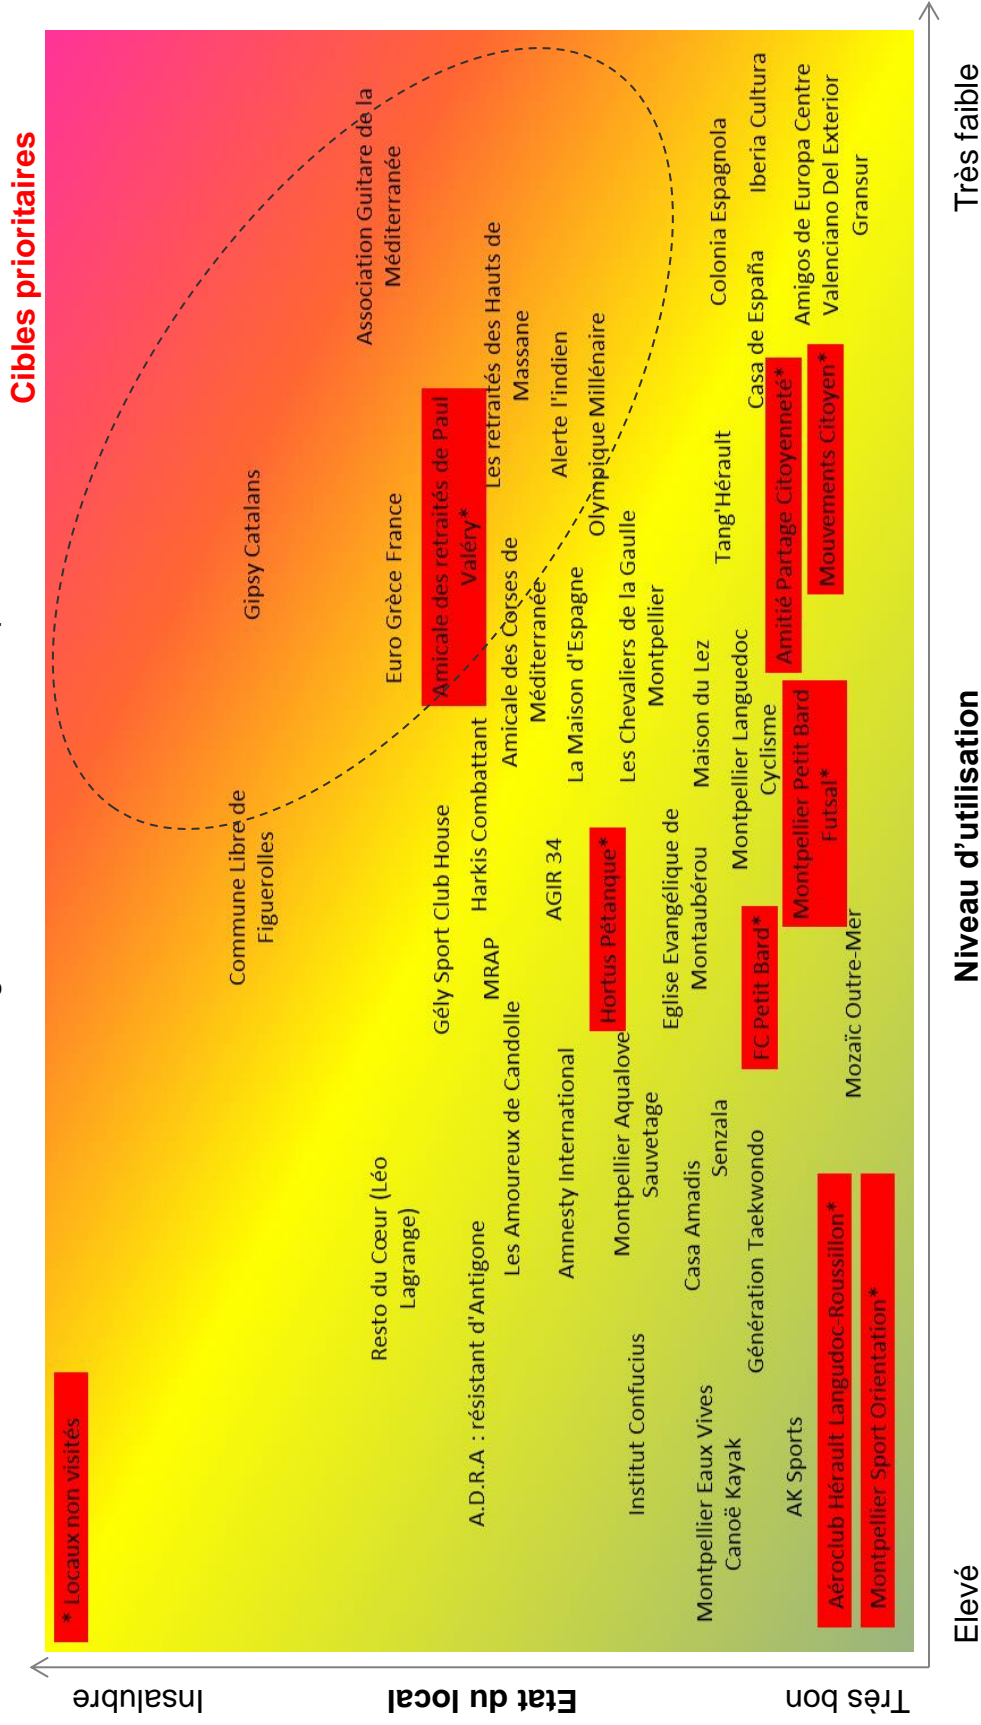 Cibles prioritaires
* Locaux non visités
Insalubre
Etat du local
Très bon
Commune Libre de
Figuerolles
Gipsy Catalans
Association Guitare de la
Méditerranée
Resto du Cœur (Léo
Lagrange)
Euro Grèce France
Gély Sport Club House
Amicale des retraités de Paul
Valéry*
A.D.R.A : résistant d'Antigone
MRAP
Harkis Combattant
Les retraités des Hauts de
Massane
Les Amoureux de Candolle
Amicale des Corses de
Méditerranée
Amnesty International
AGIR 34
Alerte l'indien
La Maison d'Espagne
Olympique Millénaire
Hortus Pétanque*
Montpellier Aqualove
Sauvetage
Les Chevaliers de la Gaulle
Montpellier
Institut Confucius
Eglise Evangélique de
Montaubérou
Casa Amadis
Maison du Lez
Senzala
Tang'Hérault
Colonia Espagnola
Montpellier Eaux Vives
Canoë Kayak
Montpellier Languedoc
Cyclisme
Génération Taekwondo
FC Petit Bard*
Casa de España
Iberia Cultura
Amitié Partage Citoyenneté*
AK Sports
Montpellier Petit Bard
Futsal*
Amigos de Europa Centre
Valenciano Del Exterior
Mouvements Citoyen*
Aéroclub Hérault Langudoc-Roussillon*
Mozaïc Outre-Mer
Gransur
Montpellier Sport Orientation*
Elevé
Niveau d'utilisation
Très faible